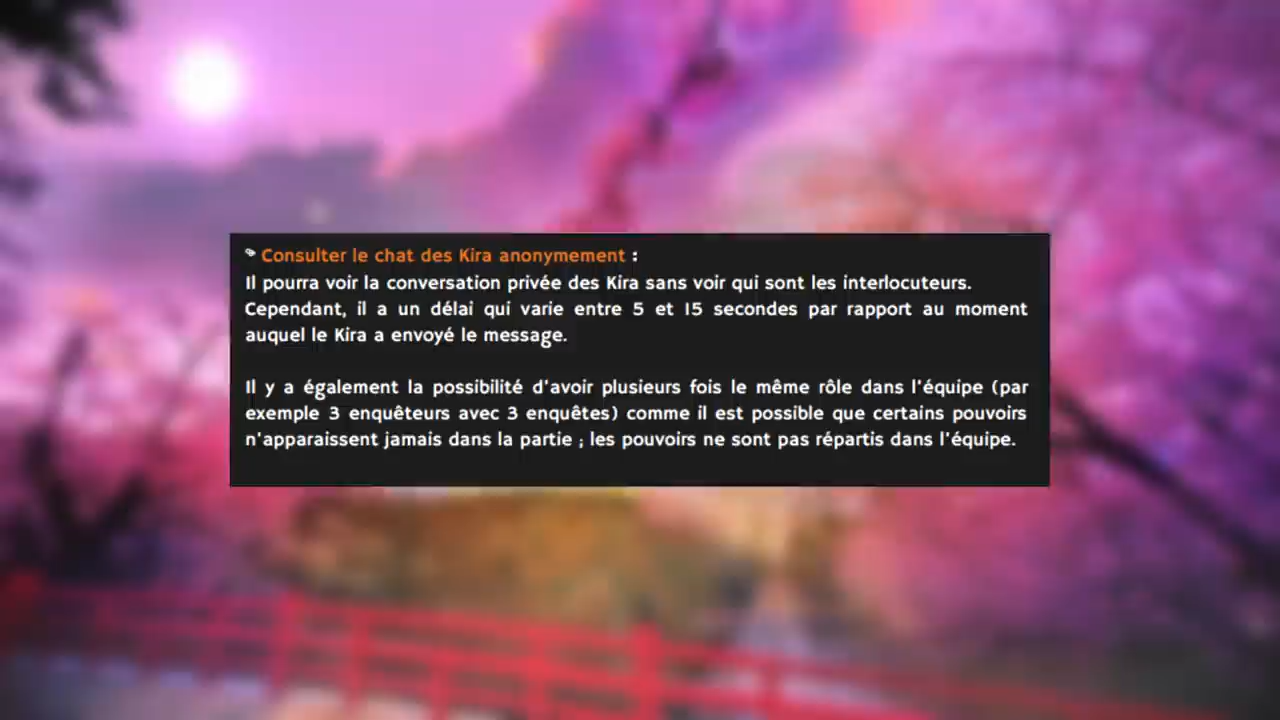 Consulter le chat des Kira anonymement :
Il pourra voir la conversation privée des Kira sans voir qui sont les interlocuteurs.
Cependant, il a un délai qui varie entre 5 et 15 secondes par rapport au moment
auquel le Kira a envoyé le message.
Il y a également la possibilité d'avoir plusieurs fois le même rôle dans l'équipe (par
exemple 3 enquêteurs avec 3 enquêtes) comme il est possible que certains pouvoirs
n'apparaissent jamais dans la partie ; les pouvoirs ne sont pas répartis dans l'équipe.